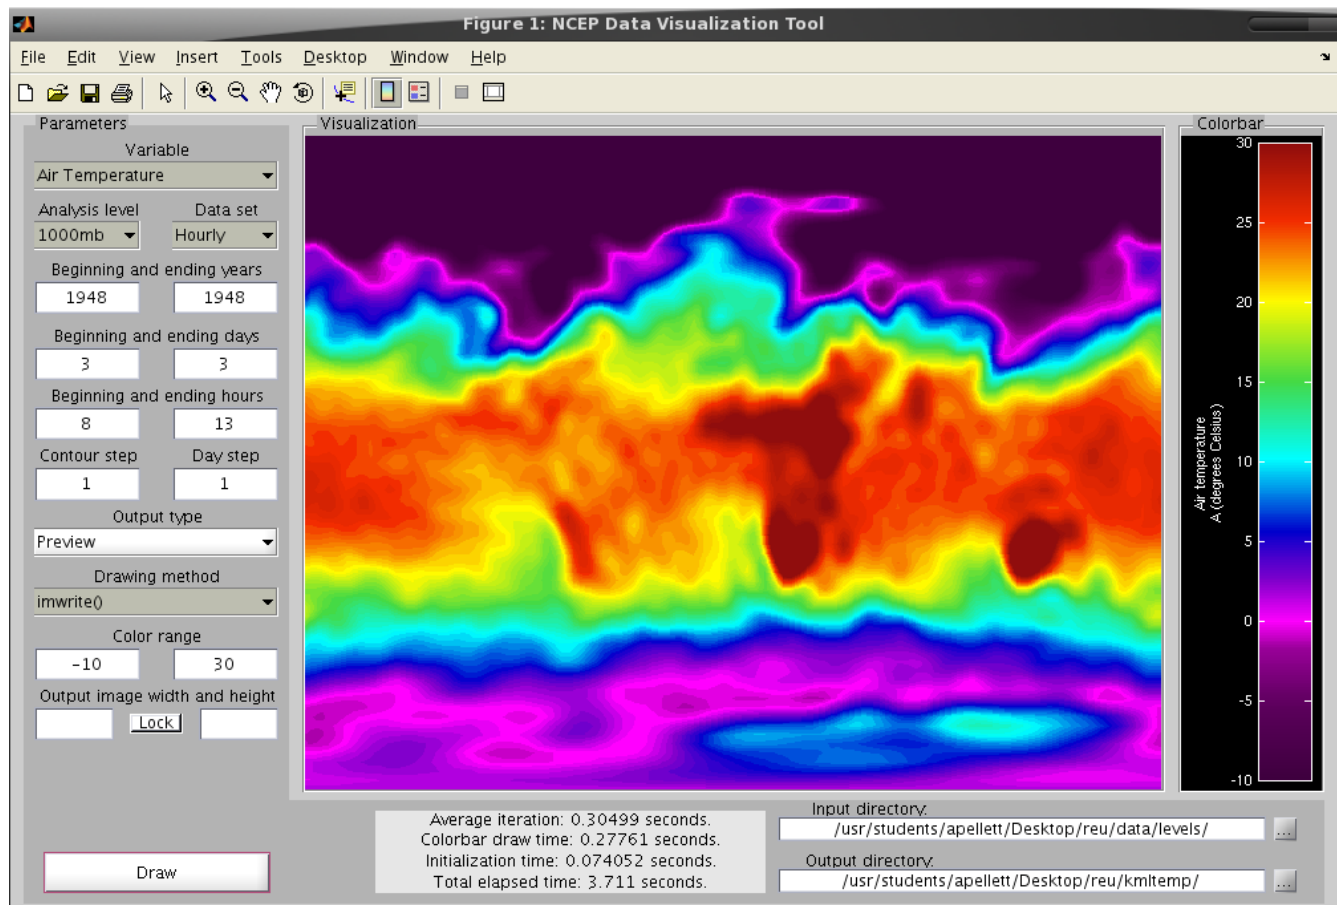 Figure 1: NCEP Data Visualization Tool
File Edit View Insert Tools Desktop Window Help
Parameters
Variable
Air Temperature
Analysis level Data set
1000mb Hourly
Beginning and ending years
1948 1948
Beginning and ending days
3 3
Beginning and ending hours
8 13
Contour step Day step
1 1
Output type
Preview
Drawing method
imwrite()
Color range
-10 30
Output image width and height
Lock
Draw
Visualization
Colorbar
30
25
20
15
10
5
0
-5
-10
Air temperature
A (degrees Celsius)
Average iteration: 0.30499 seconds.
Colorbar draw time: 0.27761 seconds.
Initialization time: 0.074052 seconds.
Total elapsed time: 3.711 seconds.
Input directory:
/usr/students/apellett/Desktop/reu/data/levels/
...
Output directory:
/usr/students/apellett/Desktop/reu/kmltemp/
...